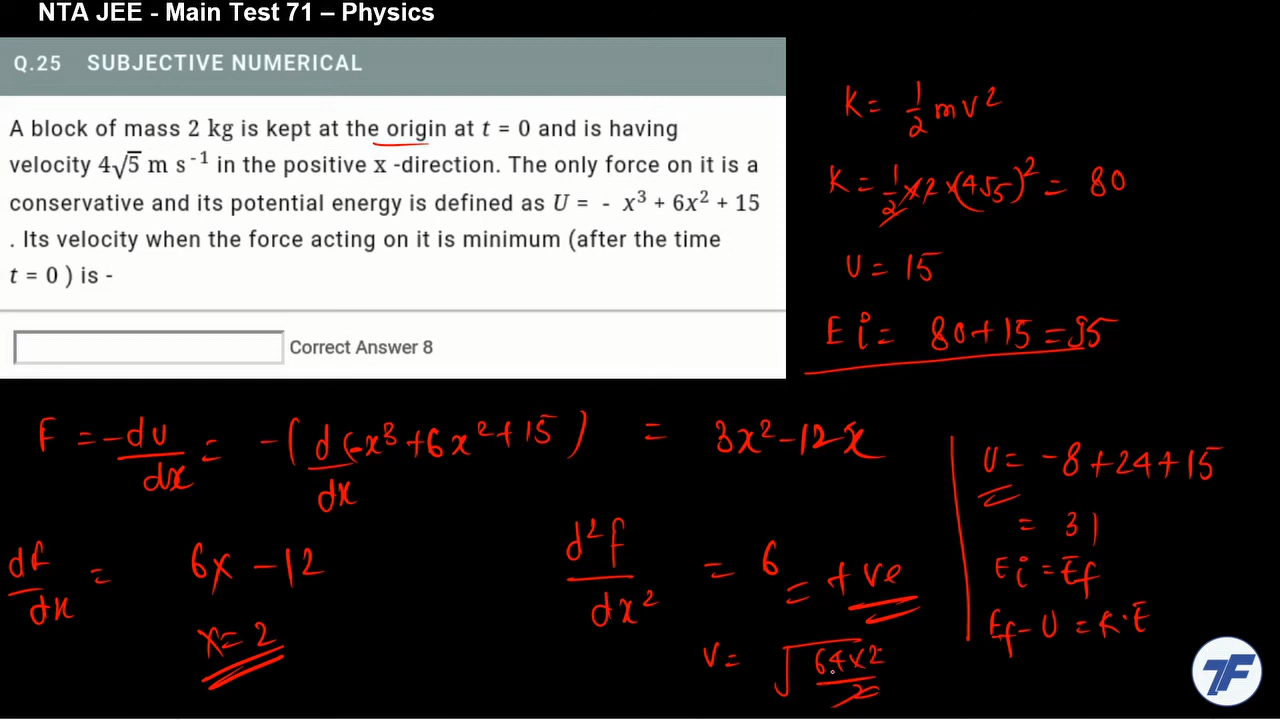 NTA JEE - Main Test 71 – Physics
Q.25 SUBJECTIVE NUMERICAL
A block of mass 2 kg is kept at the origin at t = 0 and is having
velocity 4√5 m s⁻¹ in the positive x -direction. The only force on it is a
conservative and its potential energy is defined as U = - x³ + 6x² + 15
. Its velocity when the force acting on it is minimum (after the time
t = 0 ) is -
Correct Answer 8
K = 1/2 mv²
K = 1/2 × 2 × (4√5)² = 80
U = 15
Ei = 80 + 15 = 95
F = -dU/dx = -(d(-x³ + 6x² + 15)/dx) = 3x² - 12x
df/dx = 6x - 12
x = 2
d²f/dx² = 6 = + ve
V = √(64×2/2)
U = -8 + 24 + 15
= 31
Ei = Ef
Ef - U = K.E
7F